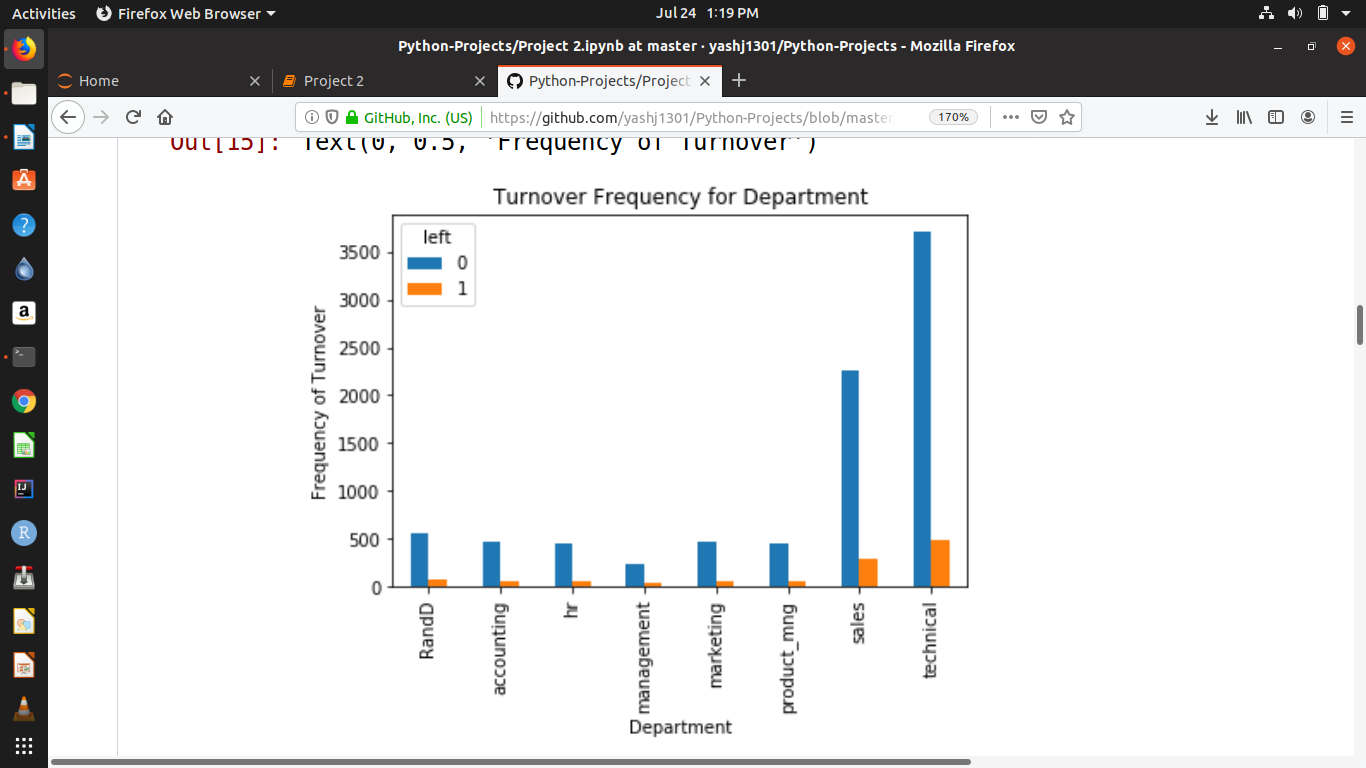 Activities Firefox Web Browser Jul 24 1:19 PM
Python-Projects/Project 2.ipynb at master · yashj1301/Python-Projects - Mozilla Firefox
Home Project 2 Python-Projects/Project
GitHub, Inc. (US) https://github.com/yashj1301/Python-Projects/blob/master 170%
Out[15]: Text(0, 0.5, 'Frequency of Turnover')
Turnover Frequency for Department
left
0
1
3500
3000
2500
2000
1500
1000
500
0
Frequency of Turnover
RandD
accounting
hr
management
marketing
product_mng
sales
technical
Department